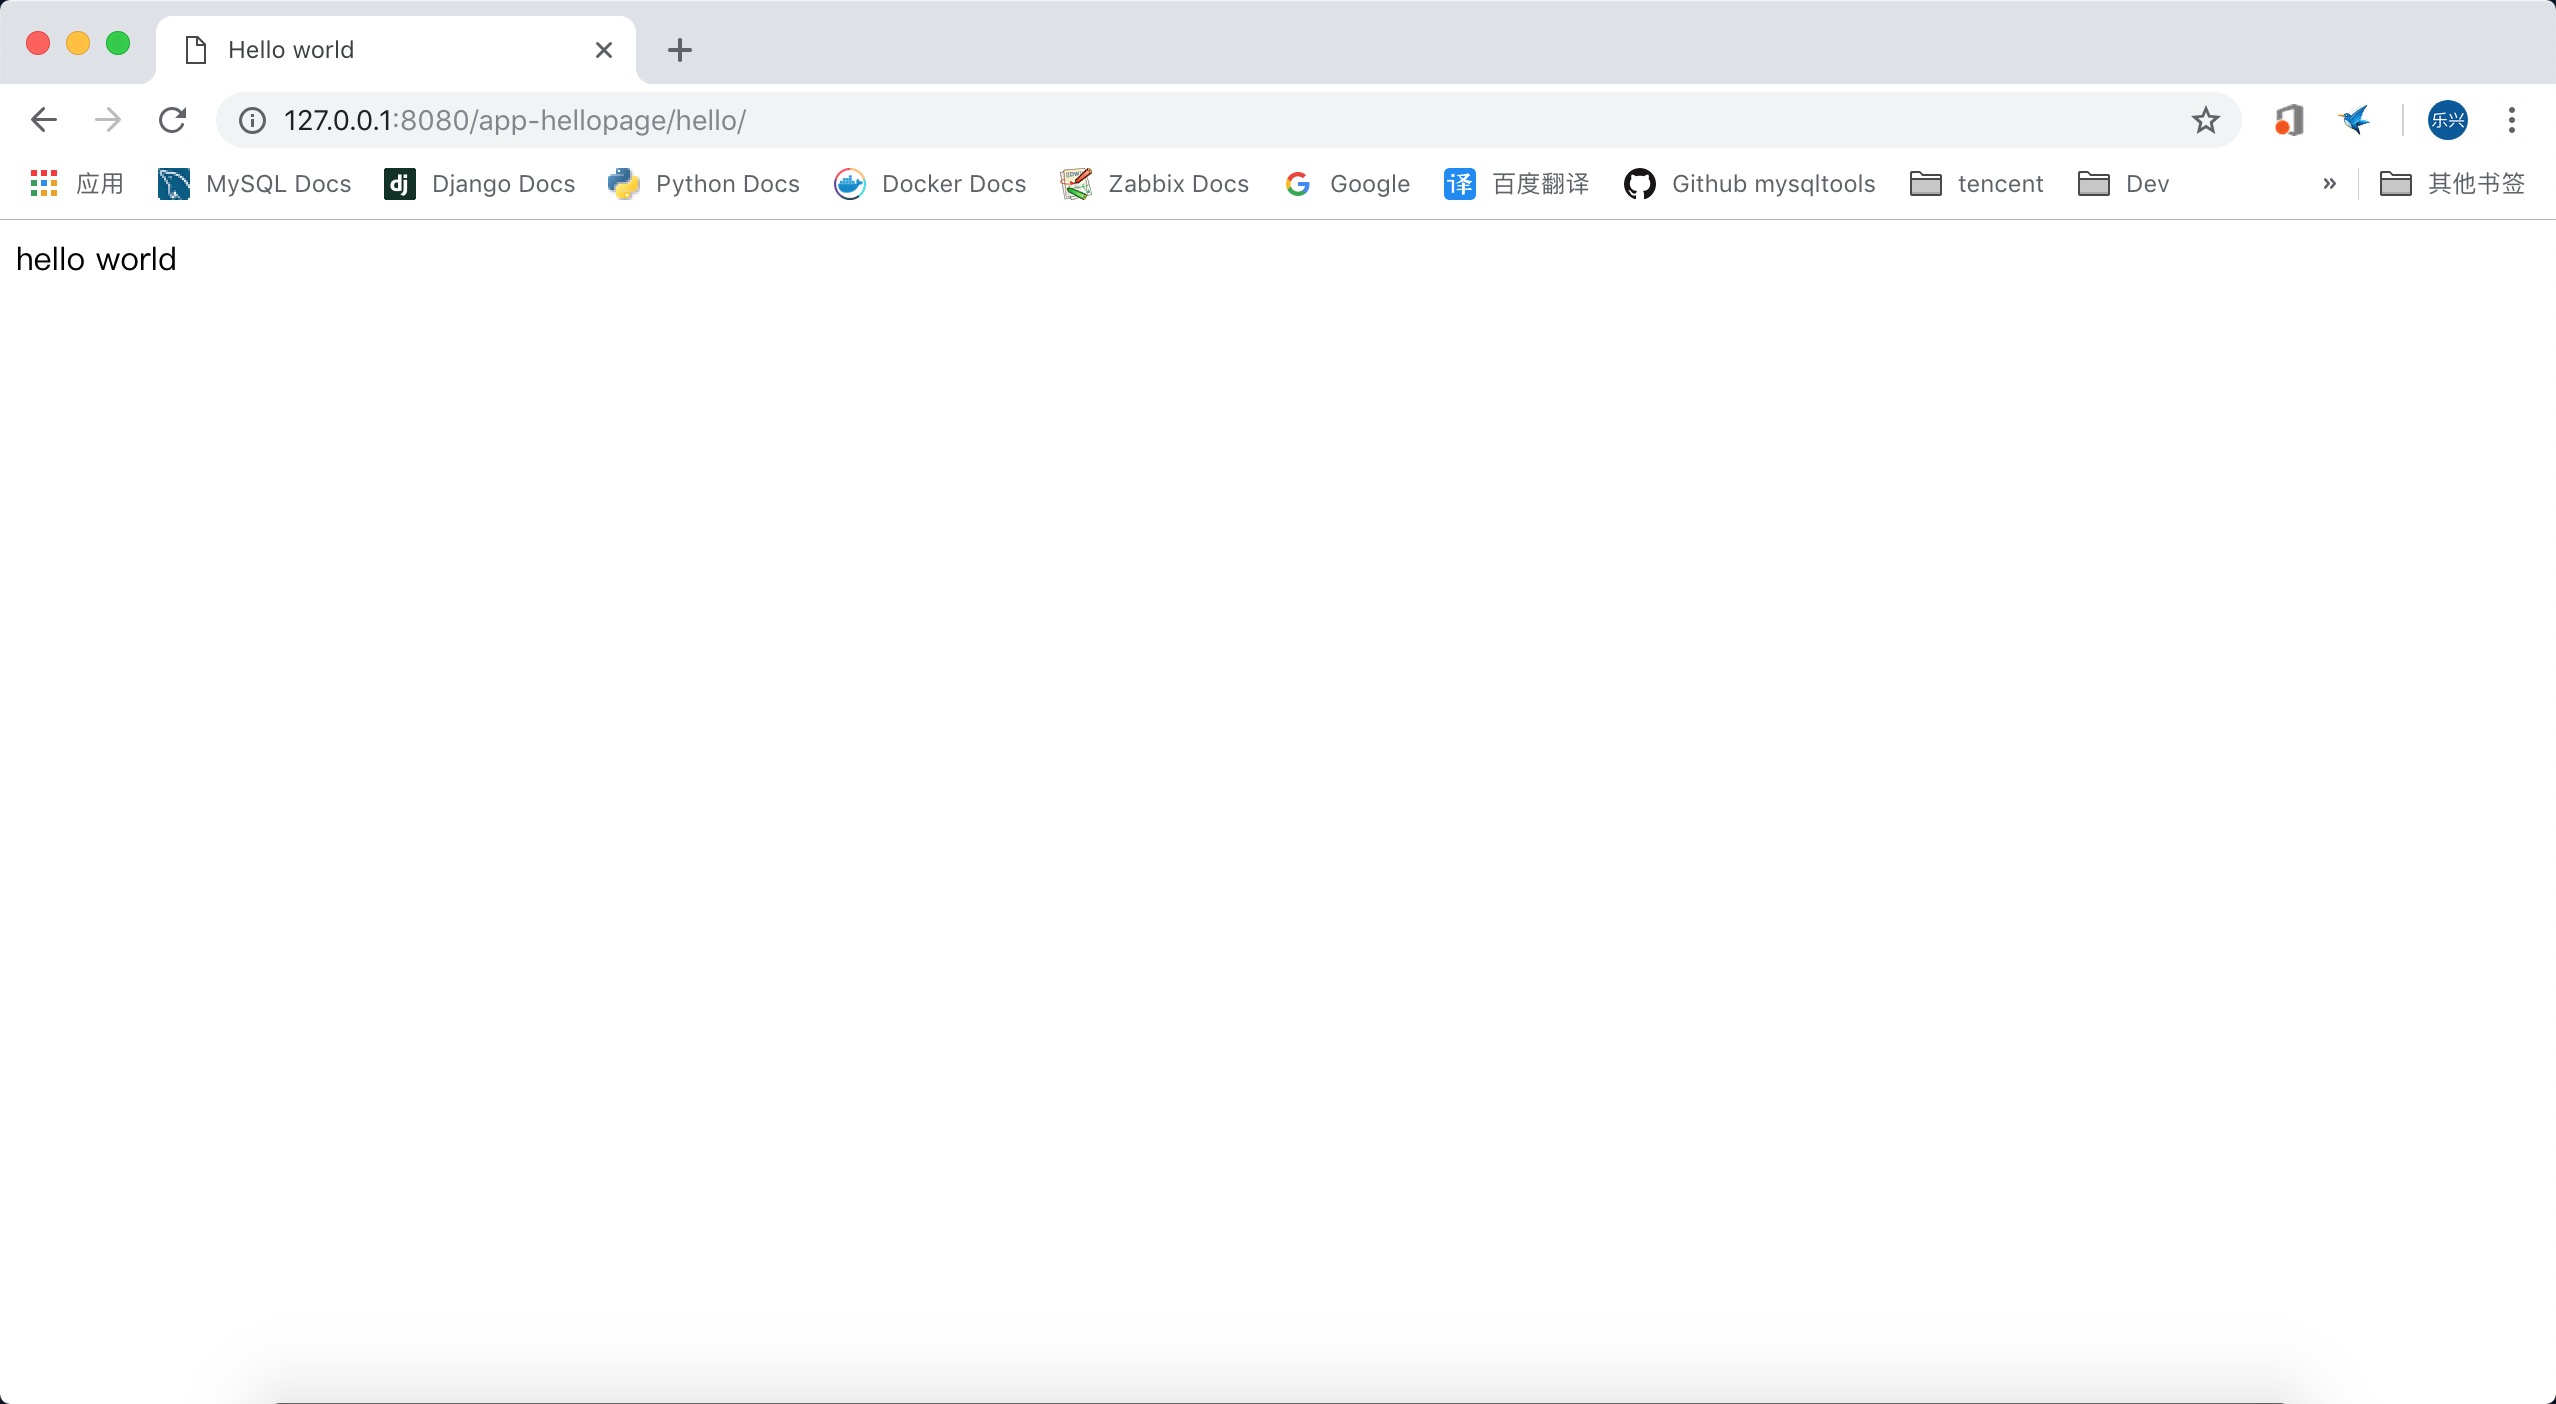 Hello world
127.0.0.1:8080/app-hellopage/hello/
乐兴
应用 MySQL Docs dj Django Docs Python Docs Docker Docs Zabbix Docs Google 译 百度翻译 Github mysqltools tencent Dev » 其他书签
hello world